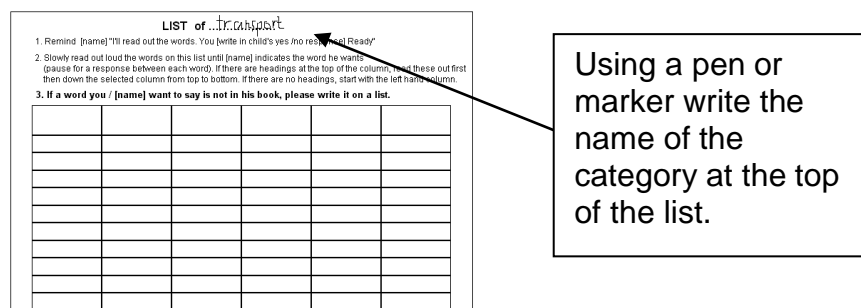 LIST of ...transport
1. Remind [name] "I'll read out the words. You [write in child's yes /no response] Ready"
2. Slowly read out loud the words on this list until [name] indicates the word he wants
(pause for a response between each word). If there are headings at the top of the column, read these out first
then down the selected column from top to bottom. If there are no headings, start with the left hand column.
3. If a word you / [name] want to say is not in his book, please write it on a list.
Using a pen or
marker write the
name of the
category at the top
of the list.